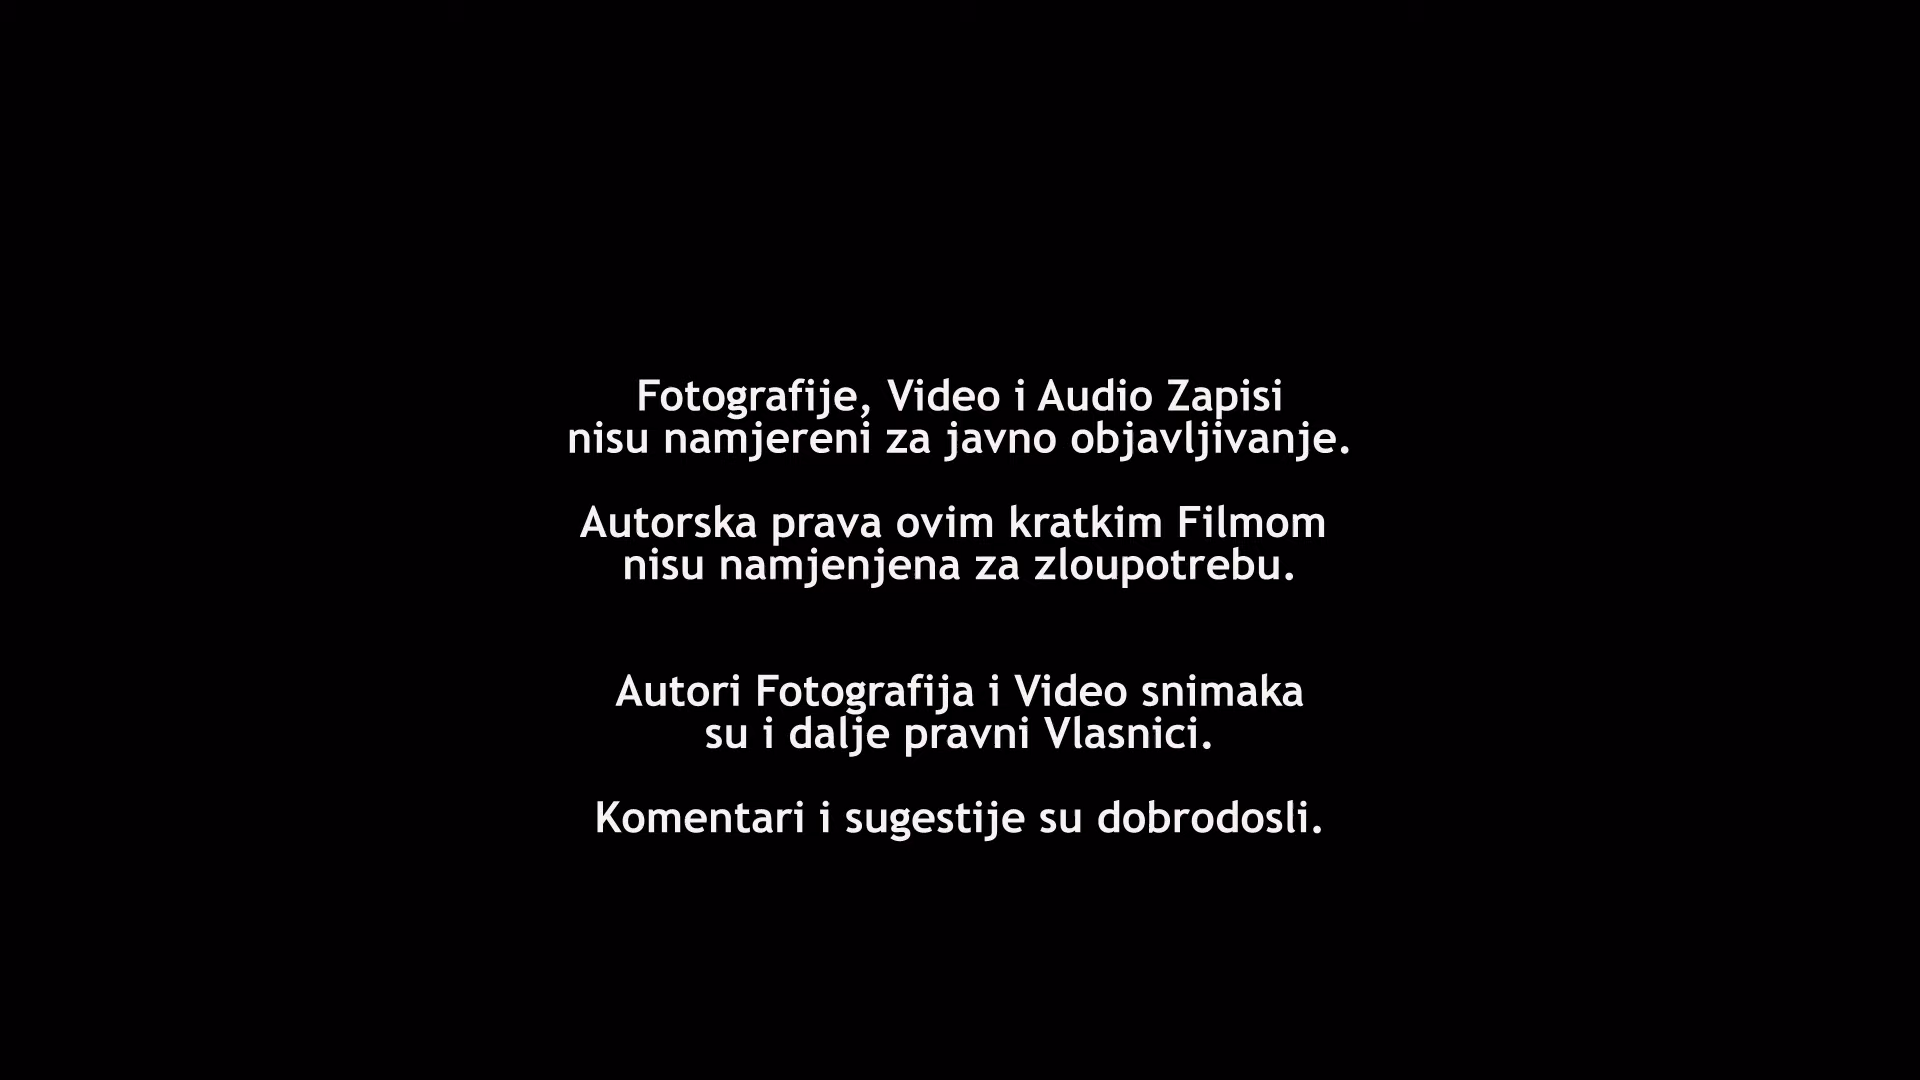 Fotografije, Video i Audio Zapisi
nisu namjereni za javno objavljivanje.
Autorska prava ovim kratkim Filmom
nisu namjenjena za zloupotrebu.
Autori Fotografija i Video snimaka
su i dalje pravni Vlasnici.
Komentari i sugestije su dobrodosli.